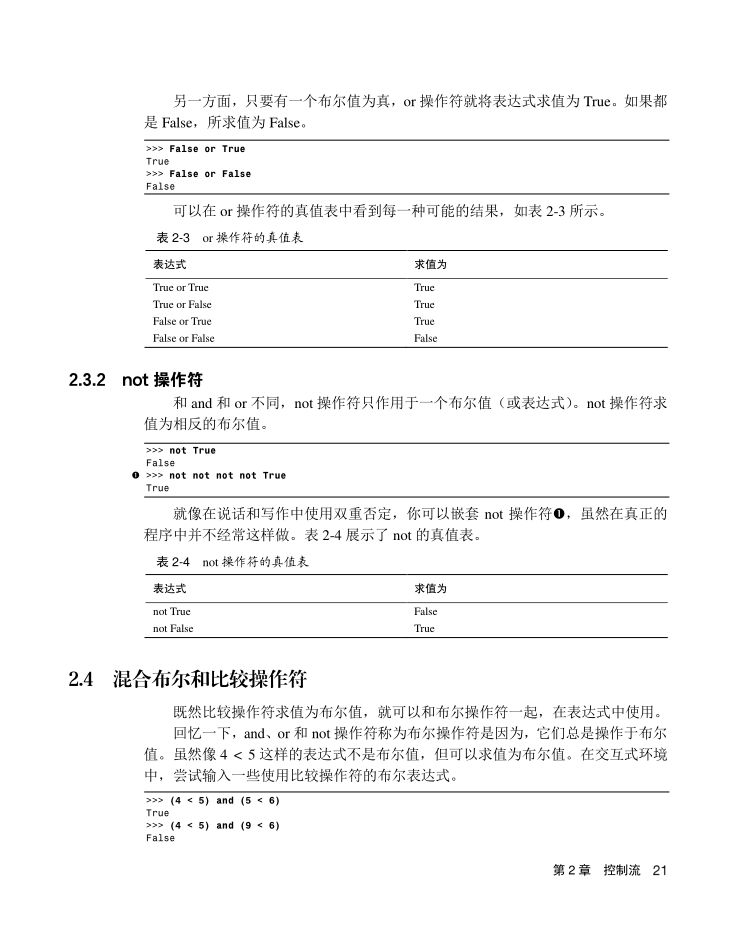 另一方面，只要有一个布尔值为真，or 操作符就将表达式求值为 True。如果都
是 False，所求值为 False。
>>> False or True
True
>>> False or False
False
可以在 or 操作符的真值表中看到每一种可能的结果，如表 2-3 所示。
表 2-3 or 操作符的真值表
表达式 求值为
True or True True
True or False True
False or True True
False or False False
2.3.2 not 操作符
和 and 和 or 不同，not 操作符只作用于一个布尔值（或表达式）。not 操作符求
值为相反的布尔值。
>>> not True
False
❶ >>> not not not not True
True
就像在说话和写作中使用双重否定，你可以嵌套 not 操作符❶，虽然在真正的
程序中并不经常这样做。表 2-4 展示了 not 的真值表。
表 2-4 not 操作符的真值表
表达式 求值为
not True False
not False True
2.4 混合布尔和比较操作符
既然比较操作符求值为布尔值，就可以和布尔操作符一起，在表达式中使用。
回忆一下，and、or 和 not 操作符称为布尔操作符是因为，它们总是操作于布尔
值。虽然像 4 < 5 这样的表达式不是布尔值，但可以求值为布尔值。在交互式环境
中，尝试输入一些使用比较操作符的布尔表达式。
>>> (4 < 5) and (5 < 6)
True
>>> (4 < 5) and (9 < 6)
False
第 2 章 控制流 21